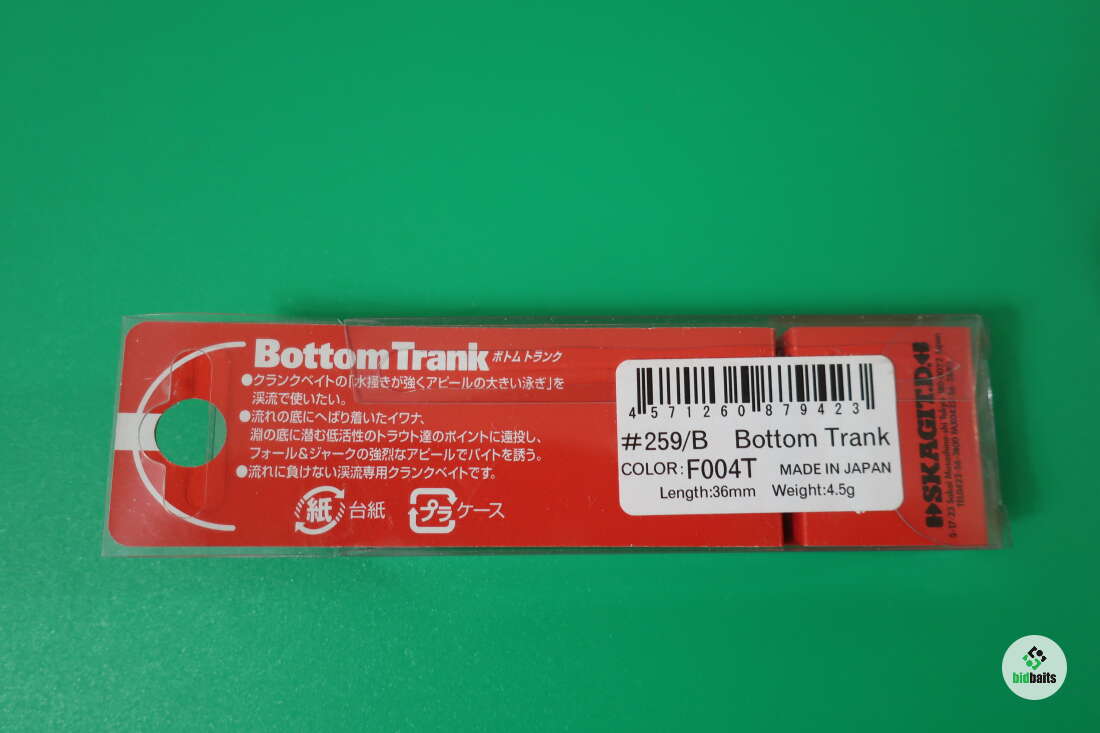 Bottom Trank ボトム トランク
●クランクベイトの「水掻きが強くアピールの大きい泳ぎ」を
渓流で使いたい。
●流れの底にへばり着いたイワナ、
淵の底に潜む低活性のトラウト達のポイントに遠投し、
フォール&ジャークの強烈なアピールでバイトを誘う。
●流れに負けない渓流専用クランクベイトです。
紙 台紙
プラ ケース
4 571260 879423
#259/B Bottom Trank
COLOR:F004T MADE IN JAPAN
Length:36mm Weight:4.5g
SKAGIT D
bidbaits